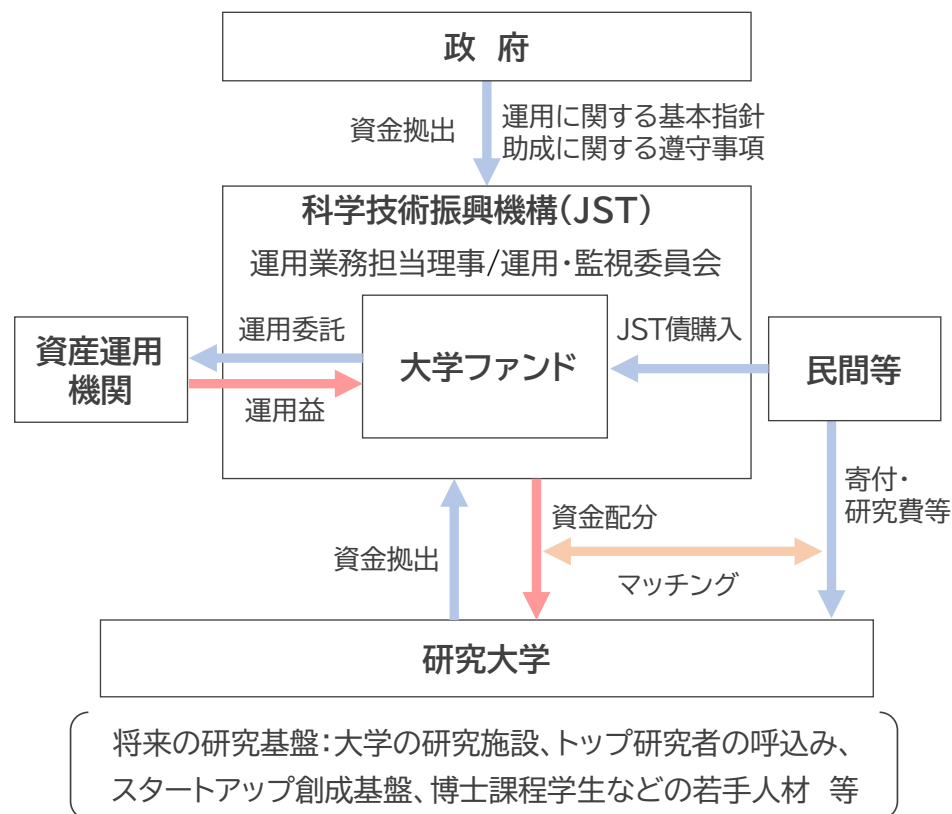 政 府
資金拠出
運用に関する基本指針
助成に関する遵守事項
科学技術振興機構(JST)
運用業務担当理事/運用・監視委員会
資産運用
機関
運用委託
運用益
大学ファンド
JST債購入
民間等
資金拠出
資金配分
マッチング
寄付・
研究費等
研究大学
将来の研究基盤:大学の研究施設、トップ研究者の呼込み、
スタートアップ創成基盤、博士課程学生などの若手人材 等